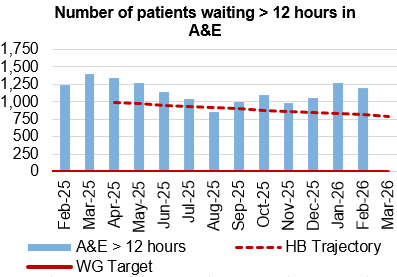 Number of patients waiting > 12 hours in
A&E
1,750
1,500
1,250
1,000
750
500
250
0
Feb-25
Mar-25
Apr-25
May-25
Jun-25
Jul-25
Aug-25
Sep-25
Oct-25
Nov-25
Dec-25
Jan-26
Feb-26
Mar-26
A&E > 12 hours
HB Trajectory
WG Target